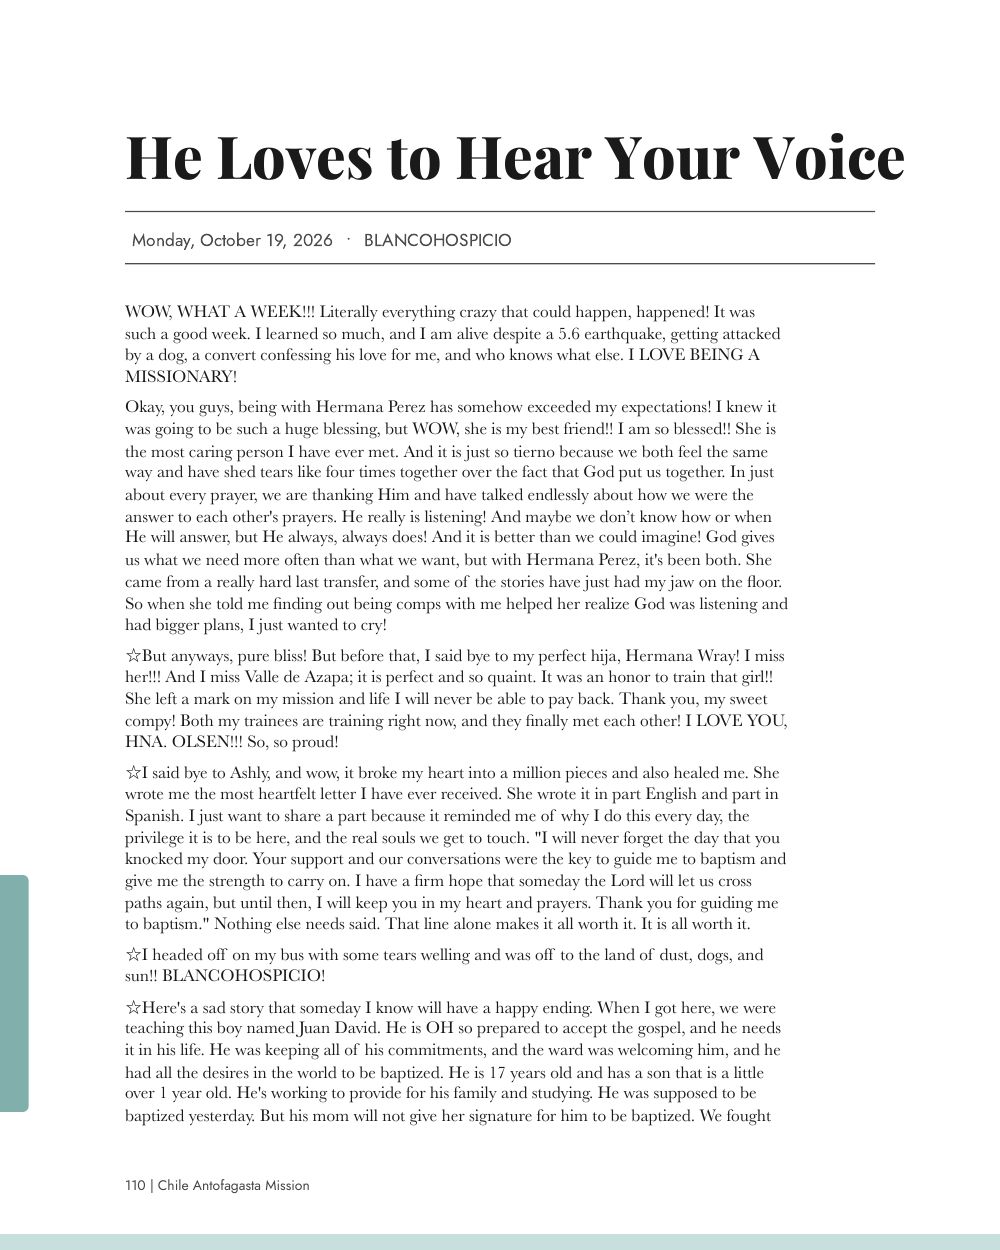 He Loves to Hear Your Voice
Monday, October 19, 2026 · BLANCOHOSPICIO
WOW, WHAT A WEEK!!! Literally everything crazy that could happen, happened! It was
such a good week. I learned so much, and I am alive despite a 5.6 earthquake, getting attacked
by a dog, a convert confessing his love for me, and who knows what else. I LOVE BEING A
MISSIONARY!
Okay, you guys, being with Hermana Perez has somehow exceeded my expectations! I knew it
was going to be such a huge blessing, but WOW, she is my best friend!! I am so blessed!! She is
the most caring person I have ever met. And it is just so tierno because we both feel the same
way and have shed tears like four times together over the fact that God put us together. In just
about every prayer, we are thanking Him and have talked endlessly about how we were the
answer to each other's prayers. He really is listening! And maybe we don’t know how or when
He will answer, but He always, always does! And it is better than we could imagine! God gives
us what we need more often than what we want, but with Hermana Perez, it's been both. She
came from a really hard last transfer, and some of the stories have just had my jaw on the floor.
So when she told me finding out being comps with me helped her realize God was listening and
had bigger plans, I just wanted to cry!
☆But anyways, pure bliss! But before that, I said bye to my perfect hija, Hermana Wray! I miss
her!!! And I miss Valle de Azapa; it is perfect and so quaint. It was an honor to train that girl!!
She left a mark on my mission and life I will never be able to pay back. Thank you, my sweet
compy! Both my trainees are training right now, and they finally met each other! I LOVE YOU,
HNA. OLSEN!!! So, so proud!
☆I said bye to Ashly, and wow, it broke my heart into a million pieces and also healed me. She
wrote me the most heartfelt letter I have ever received. She wrote it in part English and part in
Spanish. I just want to share a part because it reminded me of why I do this every day, the
privilege it is to be here, and the real souls we get to touch. "I will never forget the day that you
knocked my door. Your support and our conversations were the key to guide me to baptism and
give me the strength to carry on. I have a firm hope that someday the Lord will let us cross
paths again, but until then, I will keep you in my heart and prayers. Thank you for guiding me
to baptism." Nothing else needs said. That line alone makes it all worth it. It is all worth it.
☆I headed off on my bus with some tears welling and was off to the land of dust, dogs, and
sun!! BLANCOHOSPICIO!
☆Here's a sad story that someday I know will have a happy ending. When I got here, we were
teaching this boy named Juan David. He is OH so prepared to accept the gospel, and he needs
it in his life. He was keeping all of his commitments, and the ward was welcoming him, and he
had all the desires in the world to be baptized. He is 17 years old and has a son that is a little
over 1 year old. He's working to provide for his family and studying. He was supposed to be
baptized yesterday. But his mom will not give her signature for him to be baptized. We fought
110 | Chile Antofagasta Mission